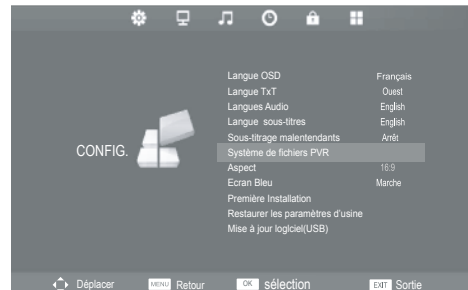 Langue OSD Français
Langue TxT Ouest
Langues Audio English
Langue sous-titres English
Sous-titrage malentendants Arrêt
CONFIG.
Système de fichiers PVR
Aspect 16:9
Ecran Bleu Marche
Première Installation
Restaurer les paramètres d'usine
Mise à jour logiciel(USB)
Déplacer MENU Retour OK sélection EXIT Sortie